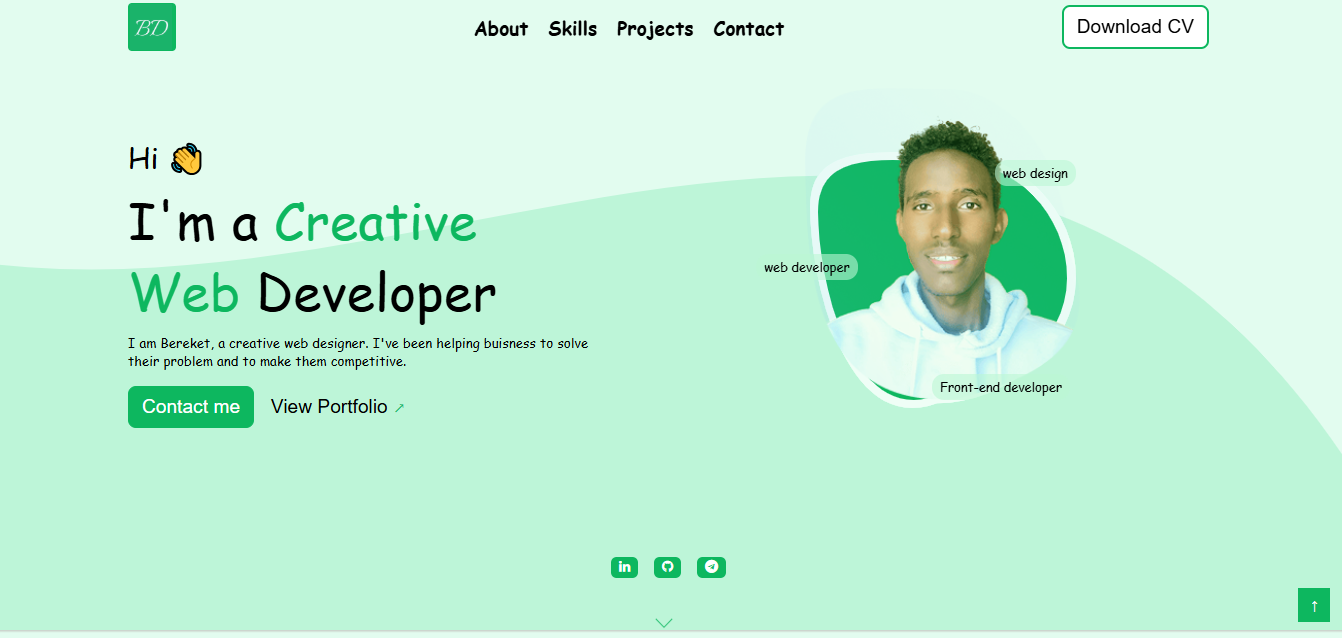 BD
About Skills Projects Contact
Download CV
Hi 👋
I'm a Creative
Web Developer
I am Bereket, a creative web designer. I've been helping buisness to solve
their problem and to make them competitive.
Contact me
View Portfolio ↗
web design
web developer
Front-end developer
in
↑